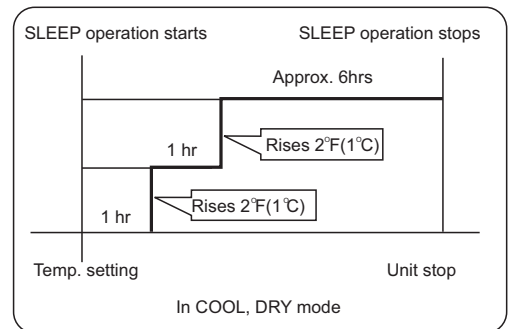 SLEEP operation starts SLEEP operation stops
Approx. 6hrs
1 hr
Rises 2°F(1°C)
1 hr
Rises 2°F(1°C)
Temp. setting Unit stop
In COOL, DRY mode